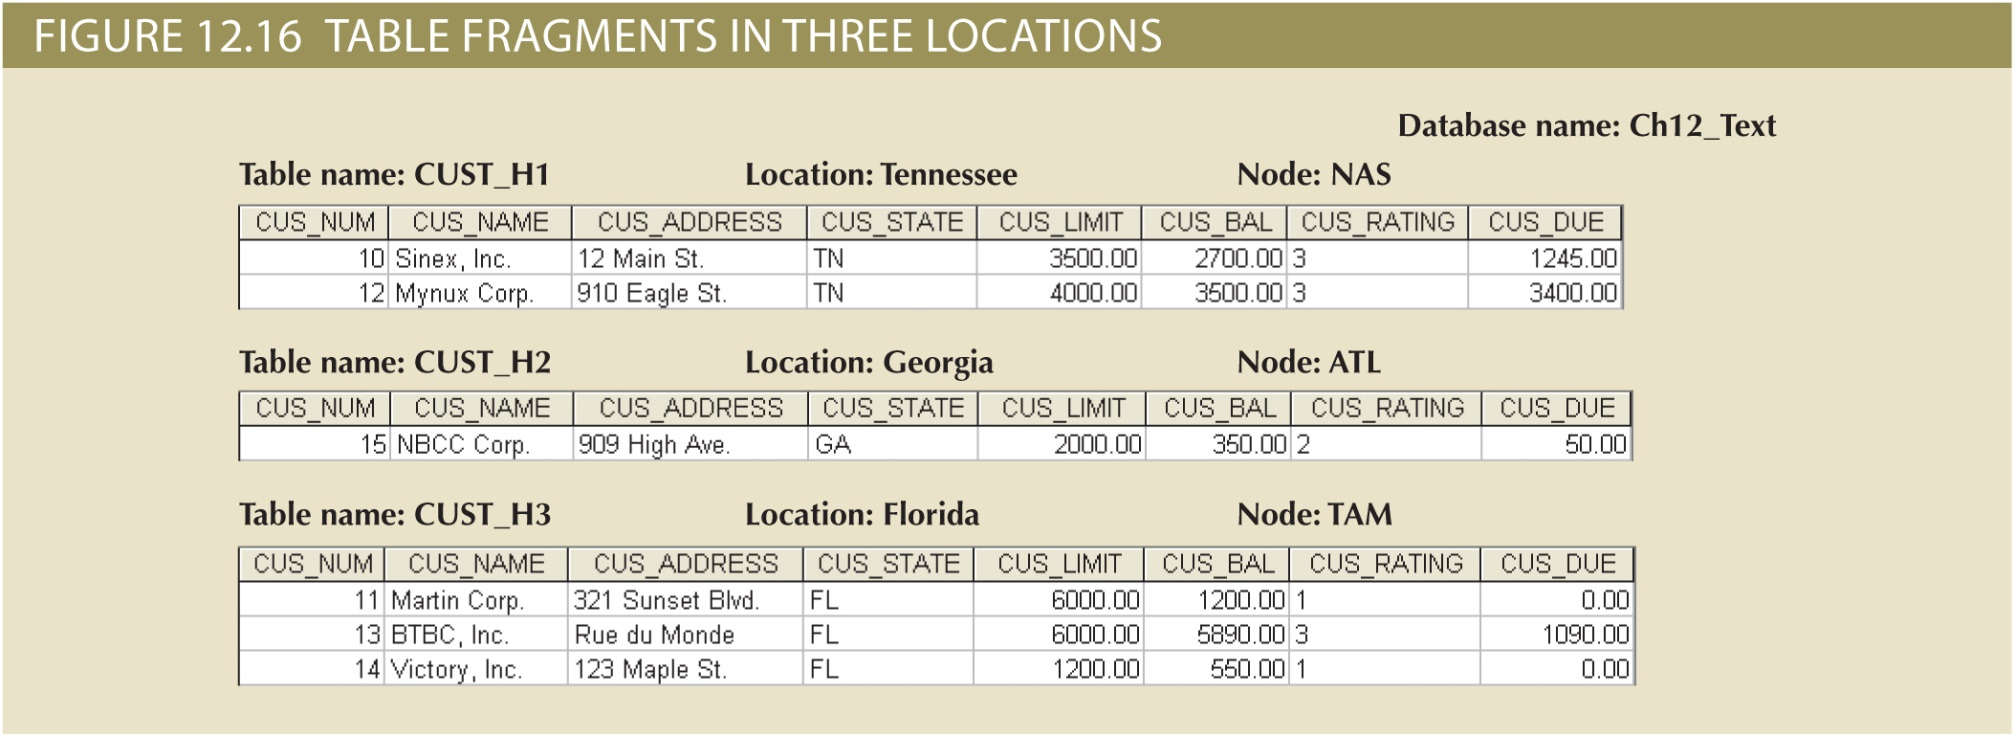 FIGURE 12.16 TABLE FRAGMENTS IN THREE LOCATIONS
Database name: Ch12_Text
Table name: CUST_H1 Location: Tennessee Node: NAS
CUS_NUM CUS_NAME CUS_ADDRESS CUS_STATE CUS_LIMIT CUS_BAL CUS_RATING CUS_DUE
10 Sinex, Inc. 12 Main St. TN 3500.00 2700.00 3 1245.00
12 Mynux Corp. 910 Eagle St. TN 4000.00 3500.00 3 3400.00
Table name: CUST_H2 Location: Georgia Node: ATL
CUS_NUM CUS_NAME CUS_ADDRESS CUS_STATE CUS_LIMIT CUS_BAL CUS_RATING CUS_DUE
15 NBCC Corp. 909 High Ave. GA 2000.00 350.00 2 50.00
Table name: CUST_H3 Location: Florida Node: TAM
CUS_NUM CUS_NAME CUS_ADDRESS CUS_STATE CUS_LIMIT CUS_BAL CUS_RATING CUS_DUE
11 Martin Corp. 321 Sunset Blvd. FL 6000.00 1200.00 1 0.00
13 BTBC, Inc. Rue du Monde FL 6000.00 5890.00 3 1090.00
14 Victory, Inc. 123 Maple St. FL 1200.00 550.00 1 0.00